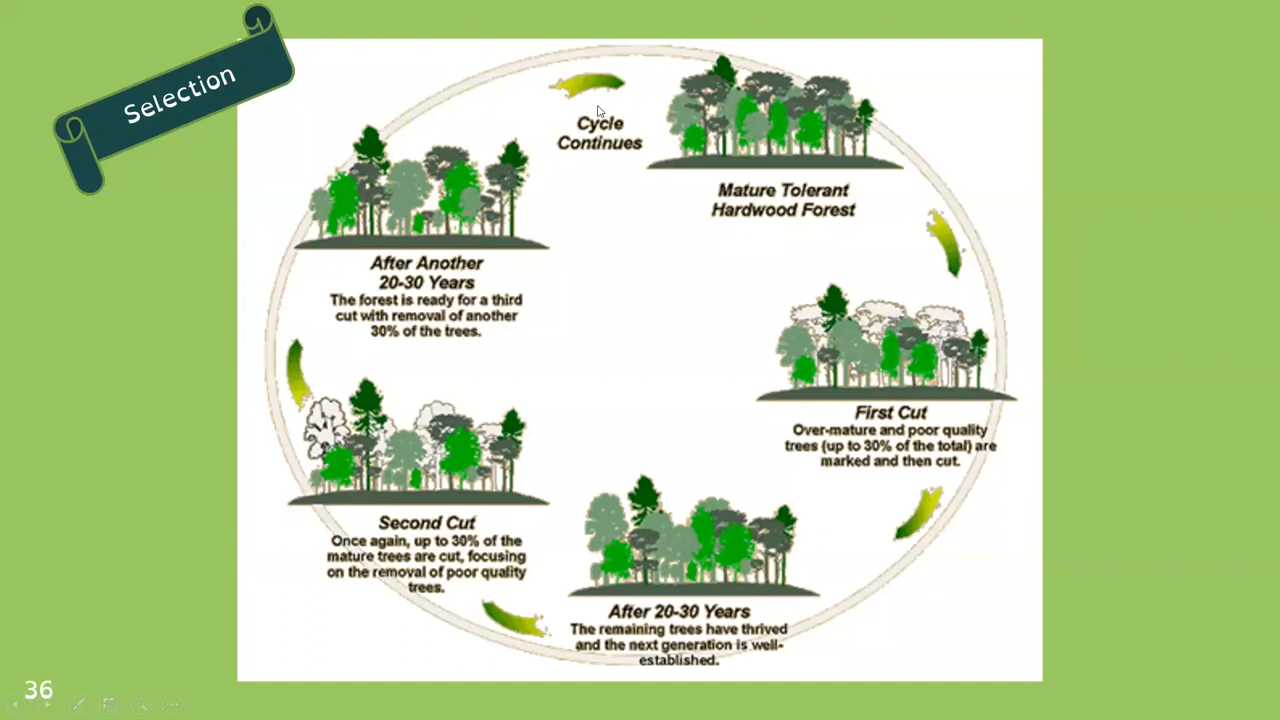 Selection
Cycle
Continues
Mature Tolerant
Hardwood Forest
First Cut
Over-mature and poor quality
trees (up to 30% of the total) are
marked and then cut.
After 20-30 Years
The remaining trees have thrived
and the next generation is well-
established.
Second Cut
Once again, up to 30% of the
mature trees are cut, focusing
on the removal of poor quality
trees.
After Another
20-30 Years
The forest is ready for a third
cut with removal of another
30% of the trees.
36